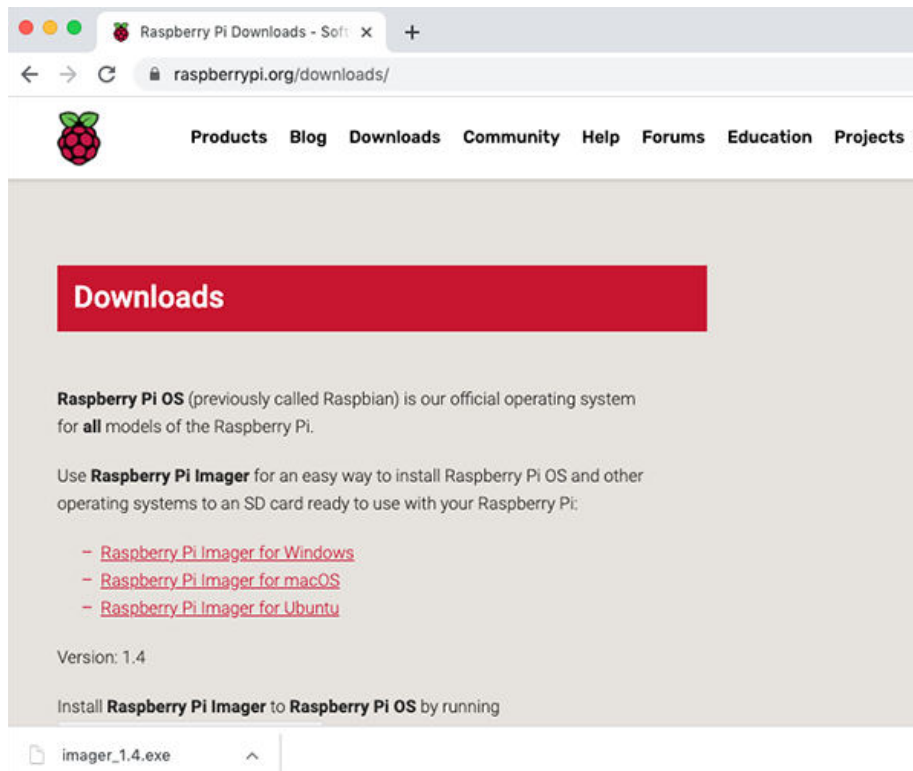 Raspberry Pi Downloads - Soft
raspberrypi.org/downloads/
Products Blog Downloads Community Help Forums Education Projects
Downloads
Raspberry Pi OS (previously called Raspbian) is our official operating system
for all models of the Raspberry Pi.
Use Raspberry Pi Imager for an easy way to install Raspberry Pi OS and other
operating systems to an SD card ready to use with your Raspberry Pi:
– Raspberry Pi Imager for Windows
– Raspberry Pi Imager for macOS
– Raspberry Pi Imager for Ubuntu
Version: 1.4
Install Raspberry Pi Imager to Raspberry Pi OS by running
imager_1.4.exe